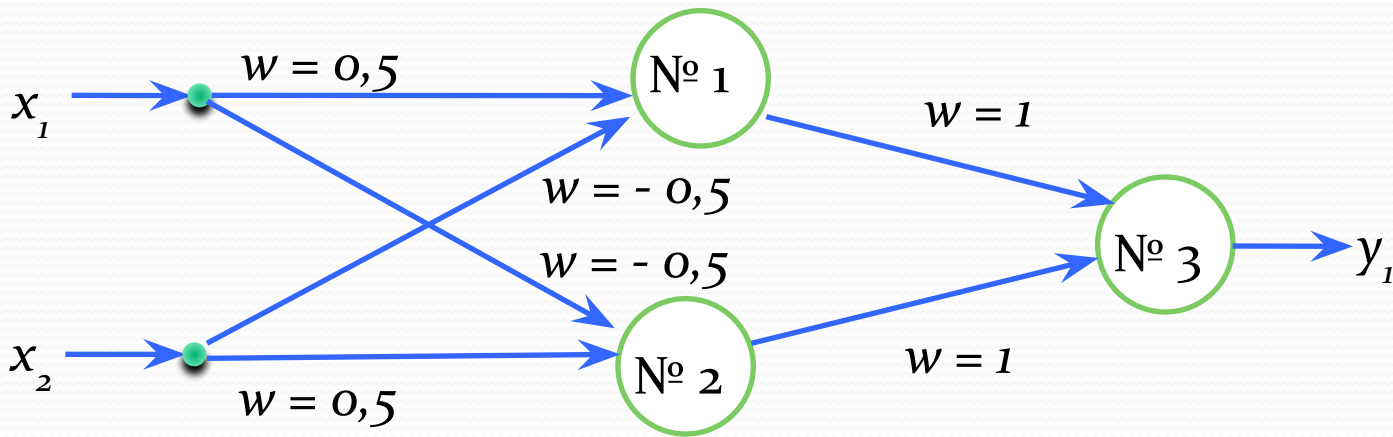 w = 0,5
№ 1
x₁
w = 1
w = - 0,5
№ 3
y₁
w = - 0,5
x₂
№ 2
w = 1
w = 0,5